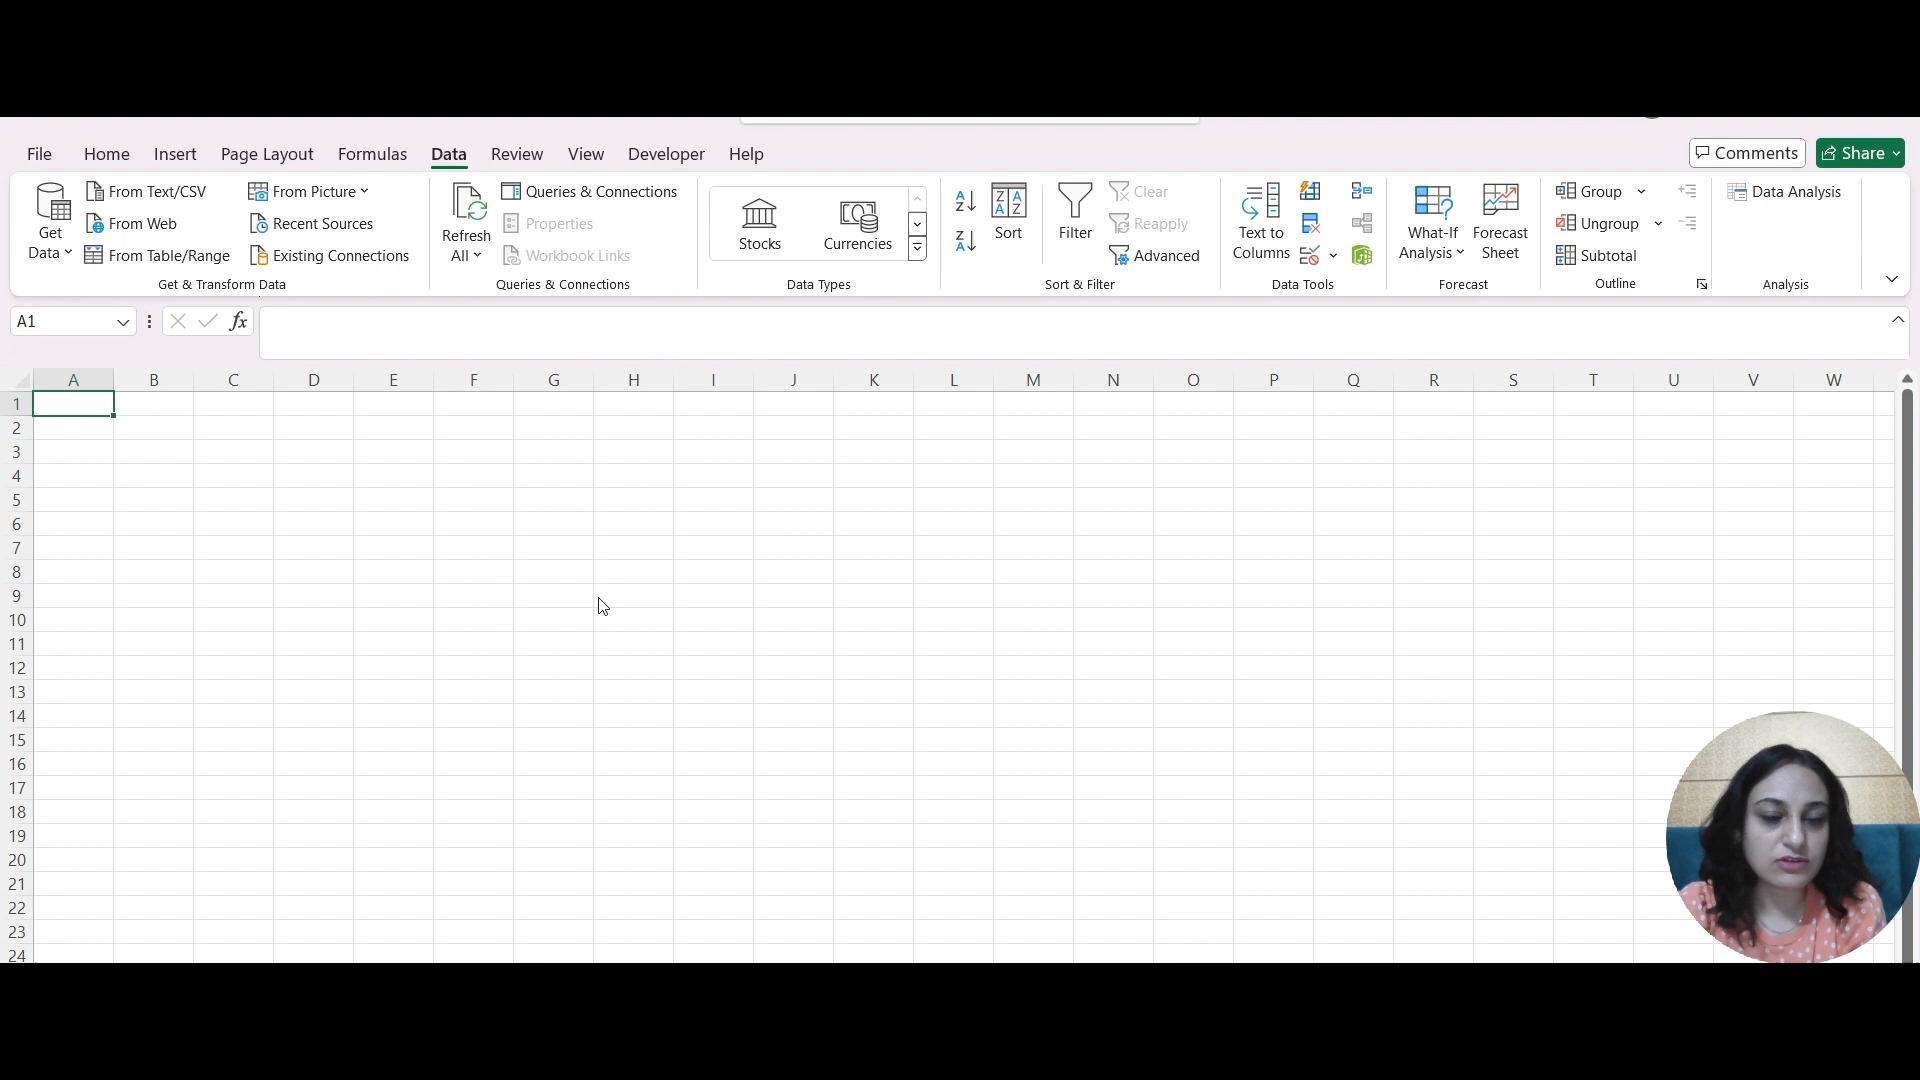 File Home Insert Page Layout Formulas Data Review View Developer Help Comments Share
Get Data
From Text/CSV
From Web
From Table/Range
From Picture
Recent Sources
Existing Connections
Get & Transform Data
Refresh All
Queries & Connections
Properties
Workbook Links
Queries & Connections
Stocks
Currencies
Data Types
Sort
Filter
Clear
Reapply
Advanced
Sort & Filter
Text to Columns
Data Tools
What-If Analysis
Forecast Sheet
Forecast
Group
Ungroup
Subtotal
Outline
Data Analysis
Analysis
A1 fx
A B C D E F G H I J K L M N O P Q R S T U V W
1
2
3
4
5
6
7
8
9
10
11
12
13
14
15
16
17
18
19
20
21
22
23
24